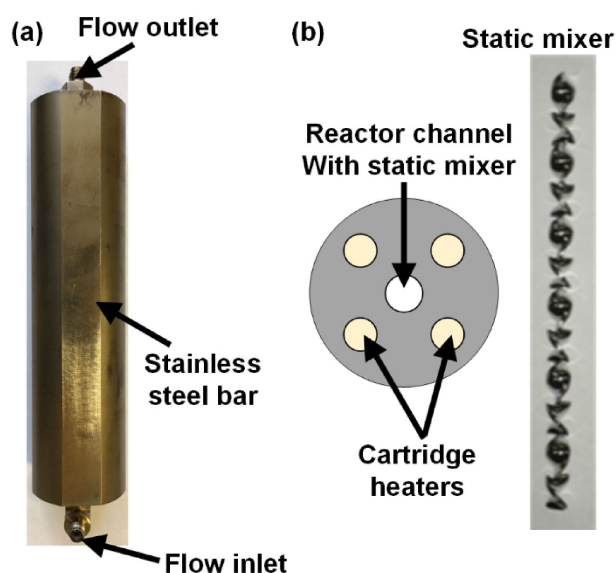 (a)
Flow outlet
Stainless
steel bar
Flow inlet
(b)
Static mixer
Reactor channel
With static mixer
Cartridge
heaters